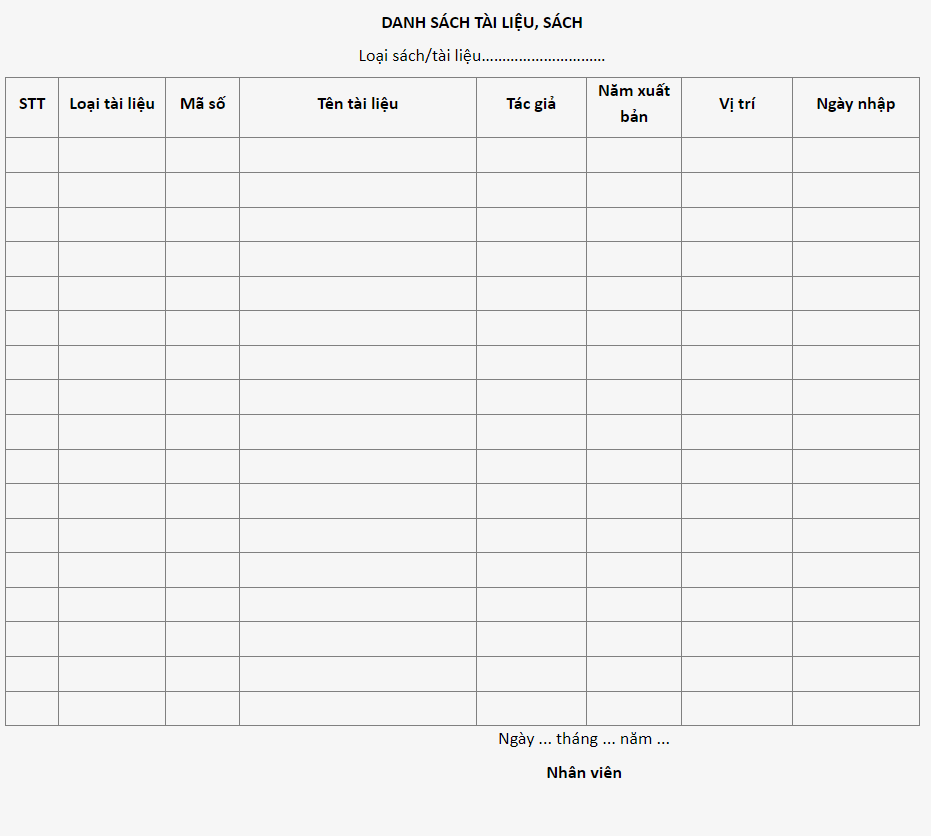 DANH SÁCH TÀI LIỆU, SÁCH
Loại sách/tài liệu…………………………
STT Loại tài liệu Mã số Tên tài liệu Tác giả Năm xuất bản Vị trí Ngày nhập
Ngày ... tháng ... năm ...
Nhân viên